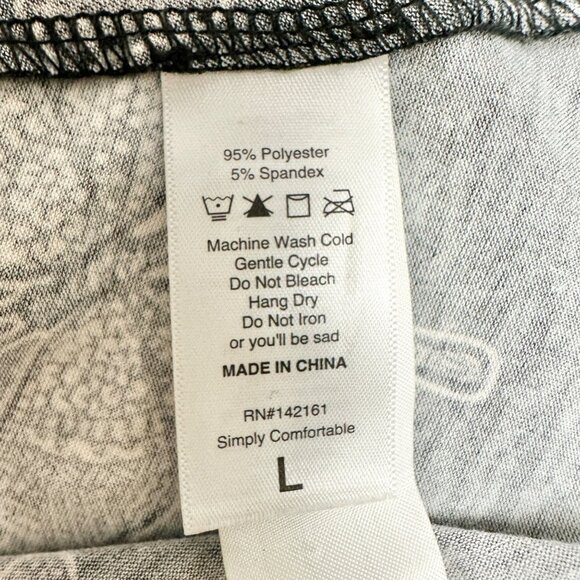 95% Polyester
5% Spandex
Machine Wash Cold
Gentle Cycle
Do Not Bleach
Hang Dry
Do Not Iron
or you'll be sad
MADE IN CHINA
RN#142161
Simply Comfortable
L